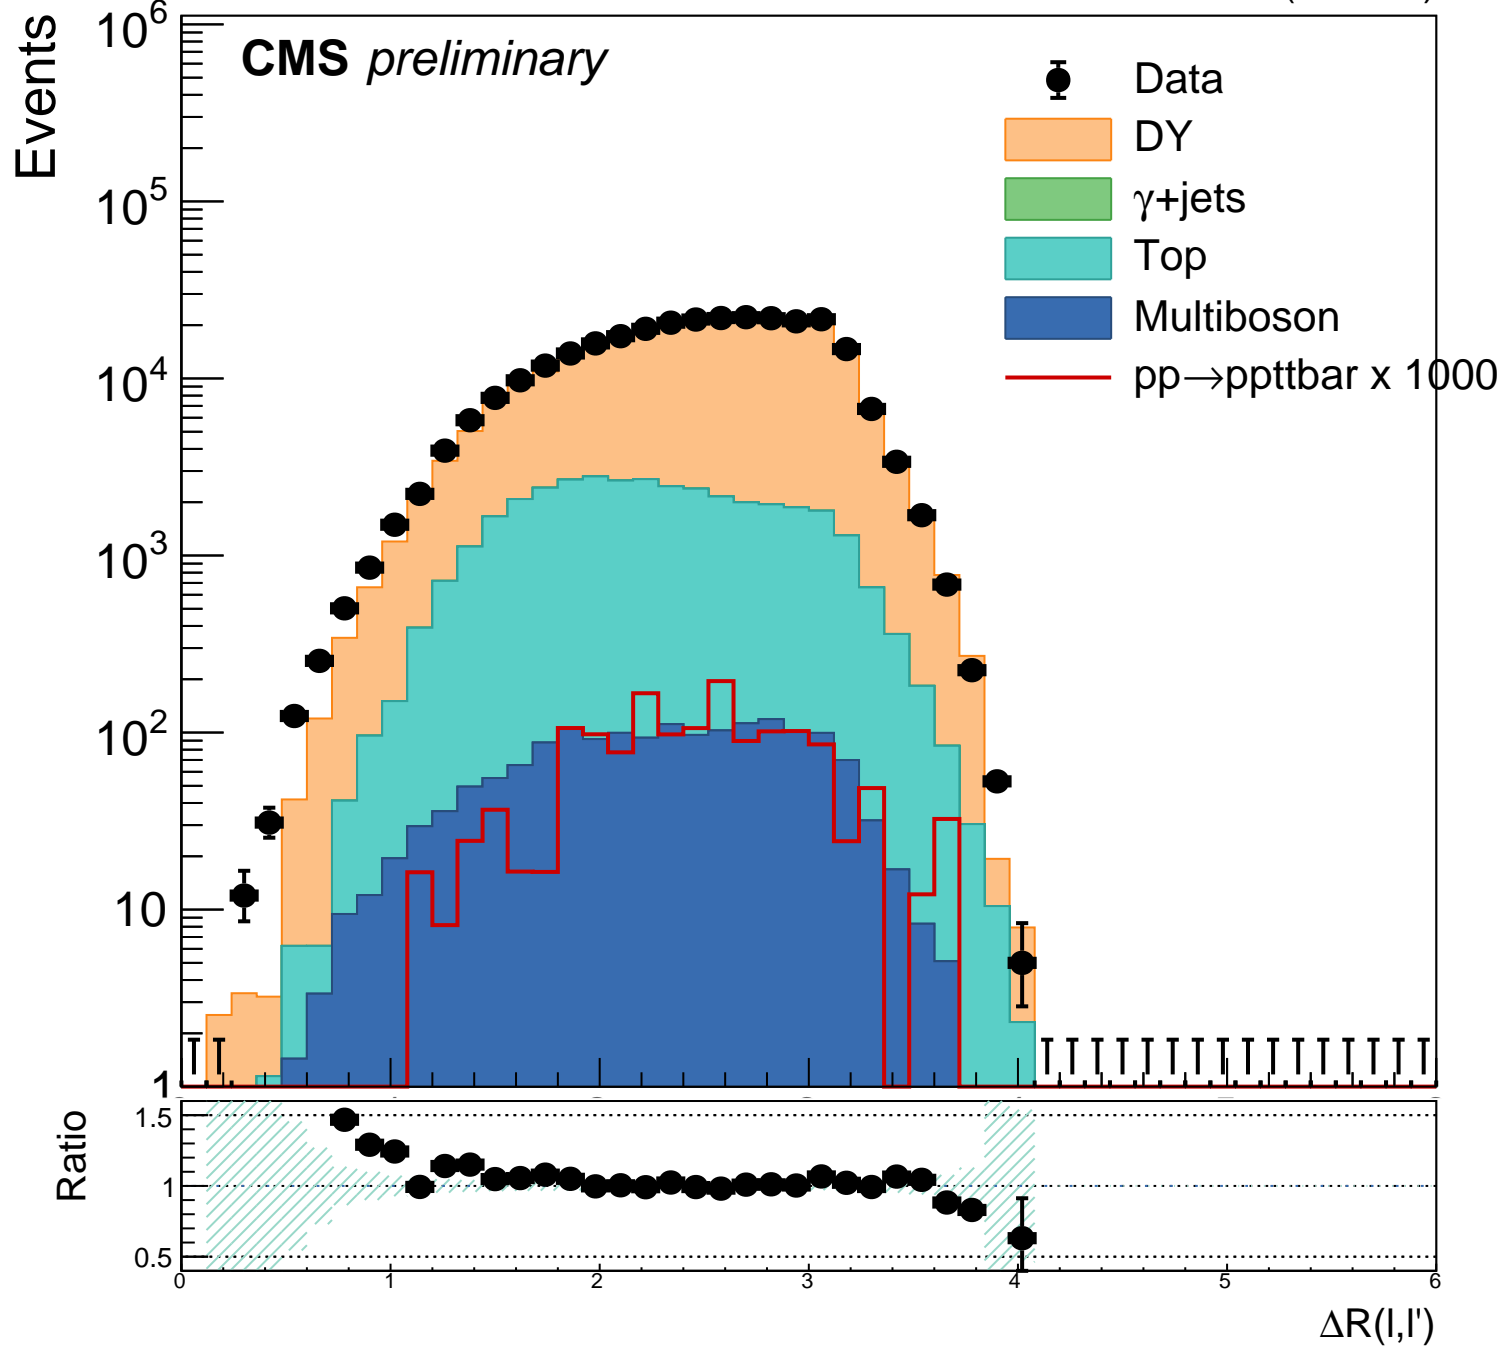 CMS preliminary
Events
10^6
10^5
10^4
10^3
10^2
10
1
Data
DY
γ+jets
Top
Multiboson
pp→ppttbar x 1000
Ratio
1.5
1
0.5
0 1 2 3 4 5 6
ΔR(l,l')